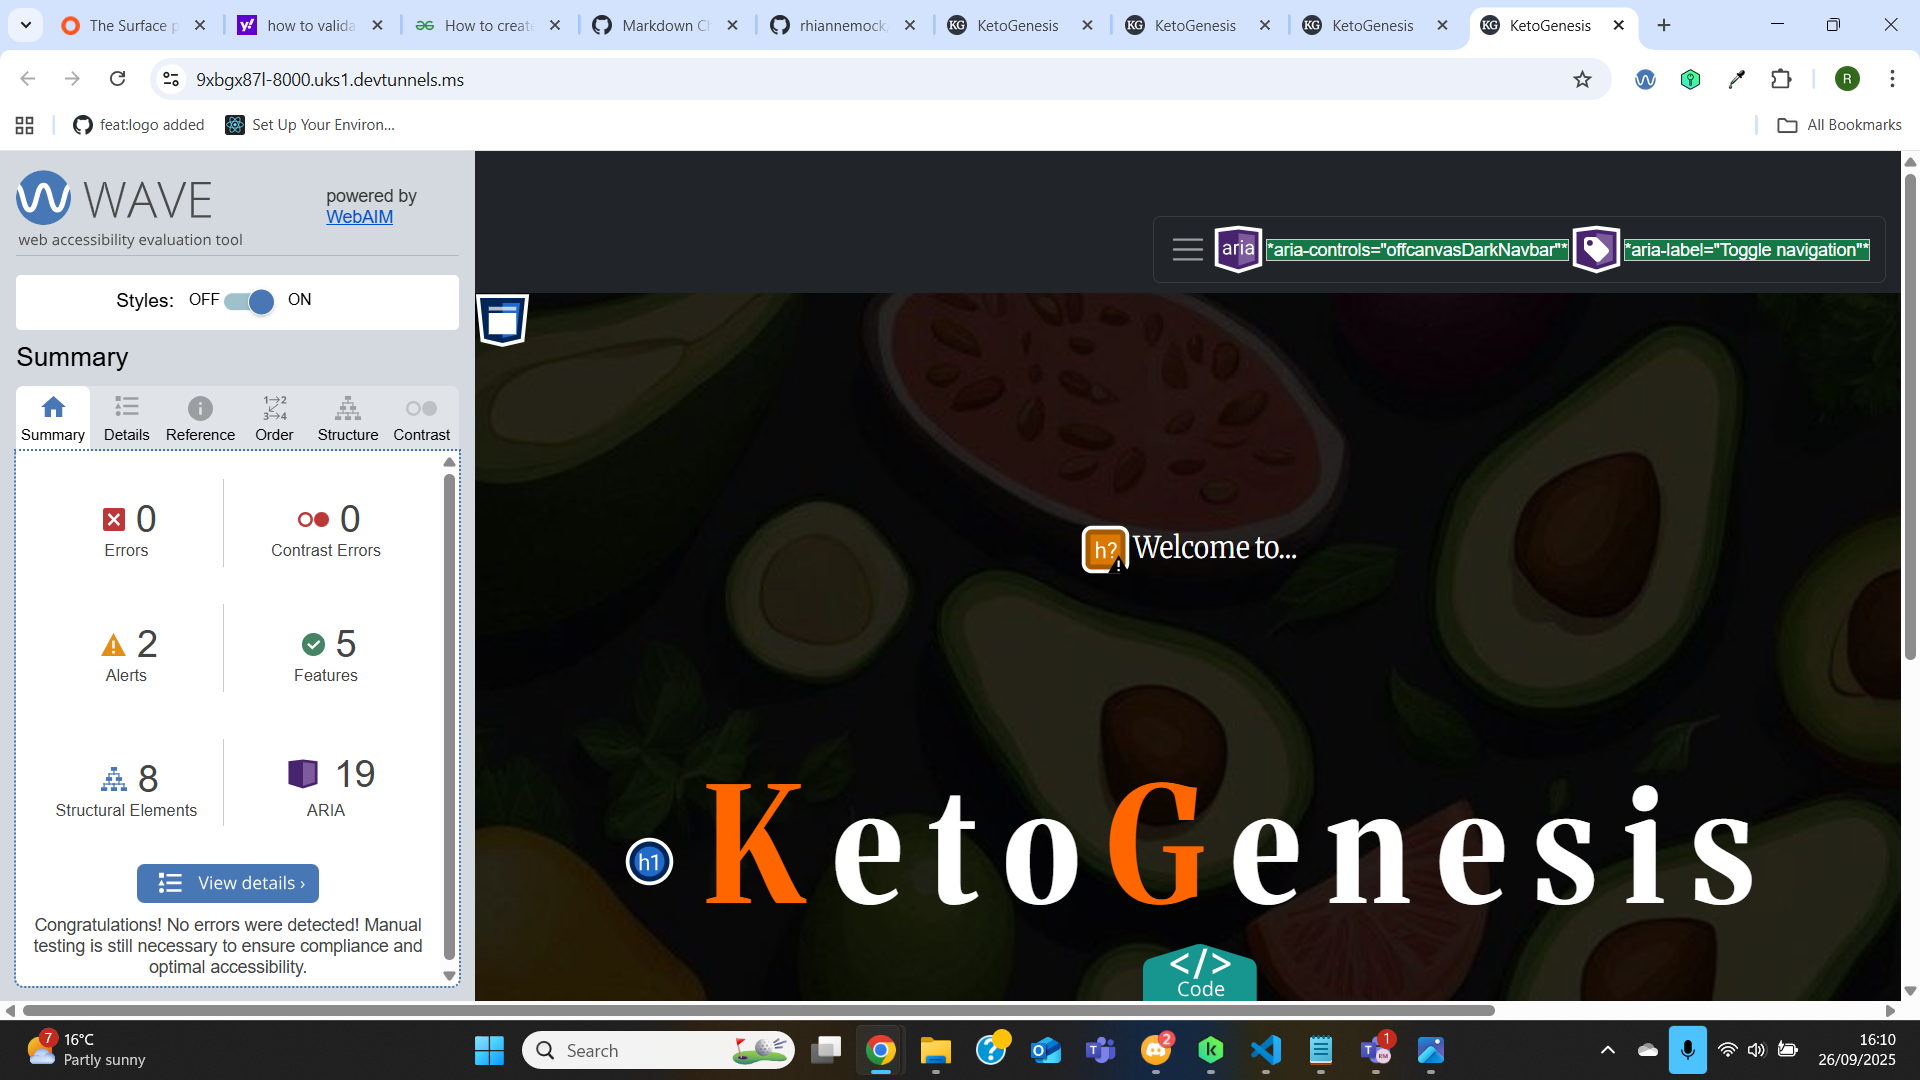 The Surface p
how to valida
How to create
Markdown Ch
rhiannemock
KetoGenesis
KetoGenesis
KetoGenesis
KetoGenesis
9xbgx87l-8000.uks1.devtunnels.ms
R
feat:logo added
Set Up Your Environ...
All Bookmarks
WAVE
powered by
WebAIM
web accessibility evaluation tool
Styles: OFF ON
Summary
Summary
Details
Reference
Order
Structure
Contrast
0
Errors
0
Contrast Errors
2
Alerts
5
Features
8
Structural Elements
19
ARIA
View details ›
Congratulations! No errors were detected! Manual
testing is still necessary to ensure compliance and
optimal accessibility.
aria *aria-controls="offcanvasDarkNavbar"* *aria-label="Toggle navigation"*
h? Welcome to...
h1 KetoGenesis
</>
Code
7
16°C
Partly sunny
Search
2
1
16:10
26/09/2025